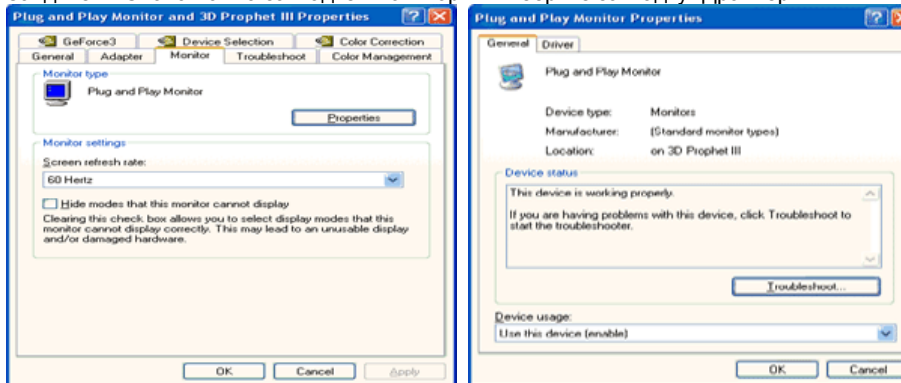 Plug and Play Monitor and 3D Prophet III Properties
GeForce3
Device Selection
Color Correction
General
Adapter
Monitor
Troubleshoot
Color Management
Monitor type
Plug and Play Monitor
Properties
Monitor settings
Screen refresh rate:
60 Hertz
Hide modes that this monitor cannot display
Clearing this check box allows you to select display modes that this
monitor cannot display correctly. This may lead to an unusable display
and/or damaged hardware.
OK
Cancel
Apply
Plug and Play Monitor Properties
General
Driver
Plug and Play Monitor
Device type: Monitors
Manufacturer: (Standard monitor types)
Location: on 3D Prophet III
Device status
This device is working properly.
If you are having problems with this device, click Troubleshoot to
start the troubleshooter.
Troubleshoot...
Device usage:
Use this device (enable)
OK
Cancel